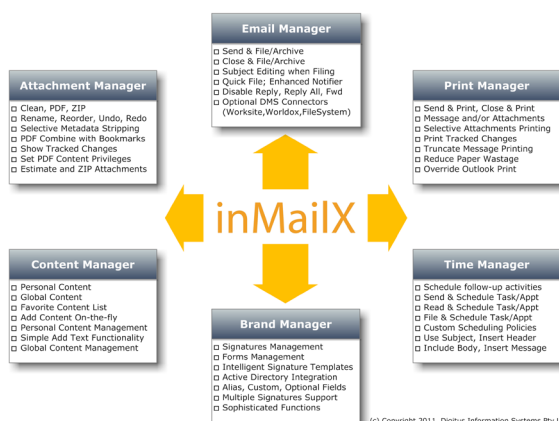 Email Manager
□ Send & File/Archive
□ Close & File/Archive
□ Subject Editing when Filing
□ Quick File; Enhanced Notifier
□ Disable Reply, Reply All, Fwd
□ Optional DMS Connectors
(Worksite,Worldox,FileSystem)
Attachment Manager
□ Clean, PDF, ZIP
□ Rename, Reorder, Undo, Redo
□ Selective Metadata Stripping
□ PDF Combine with Bookmarks
□ Show Tracked Changes
□ Set PDF Content Privileges
□ Estimate and ZIP Attachments
Print Manager
□ Send & Print, Close & Print
□ Message and/or Attachments
□ Selective Attachments Printing
□ Print Tracked Changes
□ Truncate Message Printing
□ Reduce Paper Wastage
□ Override Outlook Print
inMailX
Content Manager
□ Personal Content
□ Global Content
□ Favorite Content List
□ Add Content On-the-fly
□ Personal Content Management
□ Simple Add Text Functionality
□ Global Content Management
Time Manager
□ Schedule follow-up activities
□ Send & Schedule Task/Appt
□ Read & Schedule Task/Appt
□ File & Schedule Task/Appt
□ Custom Scheduling Policies
□ Use Subject, Insert Header
□ Include Body, Insert Message
Brand Manager
□ Signatures Management
□ Forms Management
□ Intelligent Signature Templates
□ Active Directory Integration
□ Alias, Custom, Optional Fields
□ Multiple Signatures Support
□ Sophisticated Functions
(c) Copyright 2011, Digitus Information Systems Pty